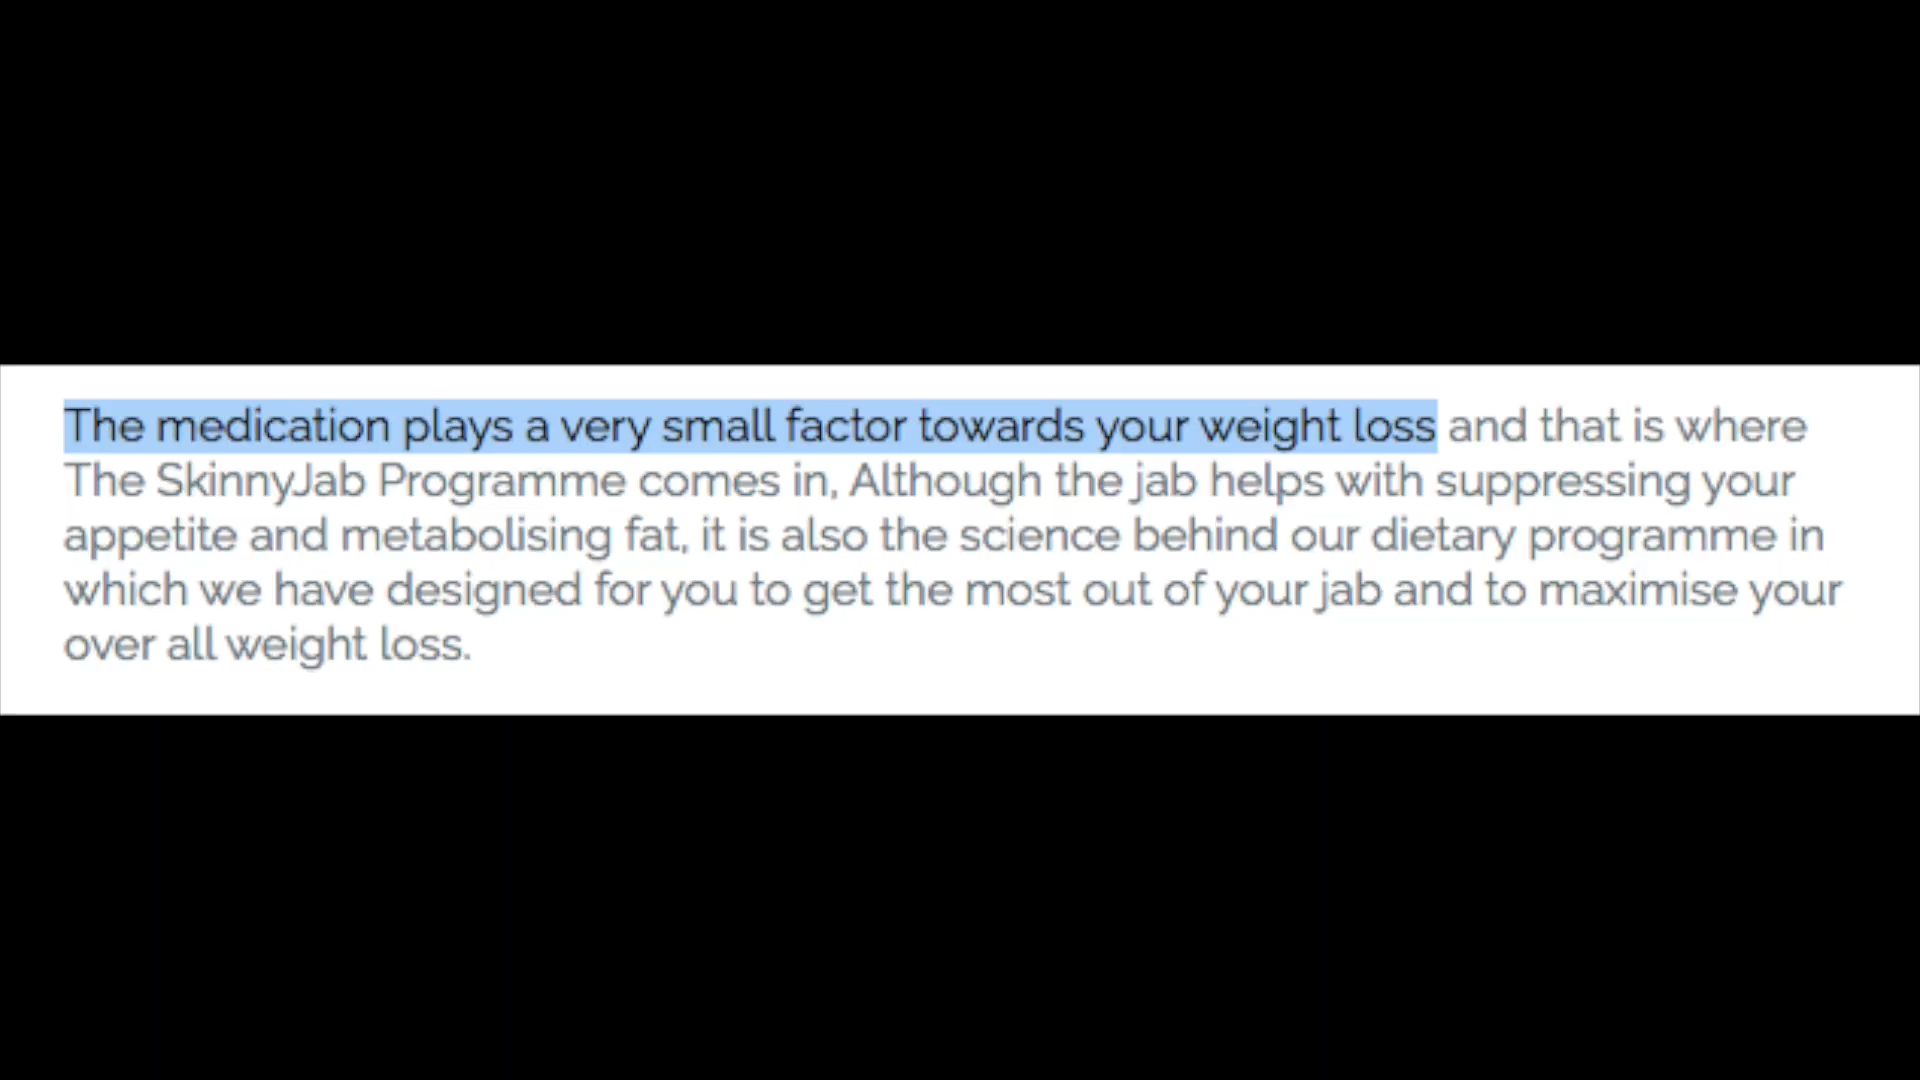 The medication plays a very small factor towards your weight loss and that is where
The SkinnyJab Programme comes in, Although the jab helps with suppressing your
appetite and metabolising fat, it is also the science behind our dietary programme in
which we have designed for you to get the most out of your jab and to maximise your
over all weight loss.